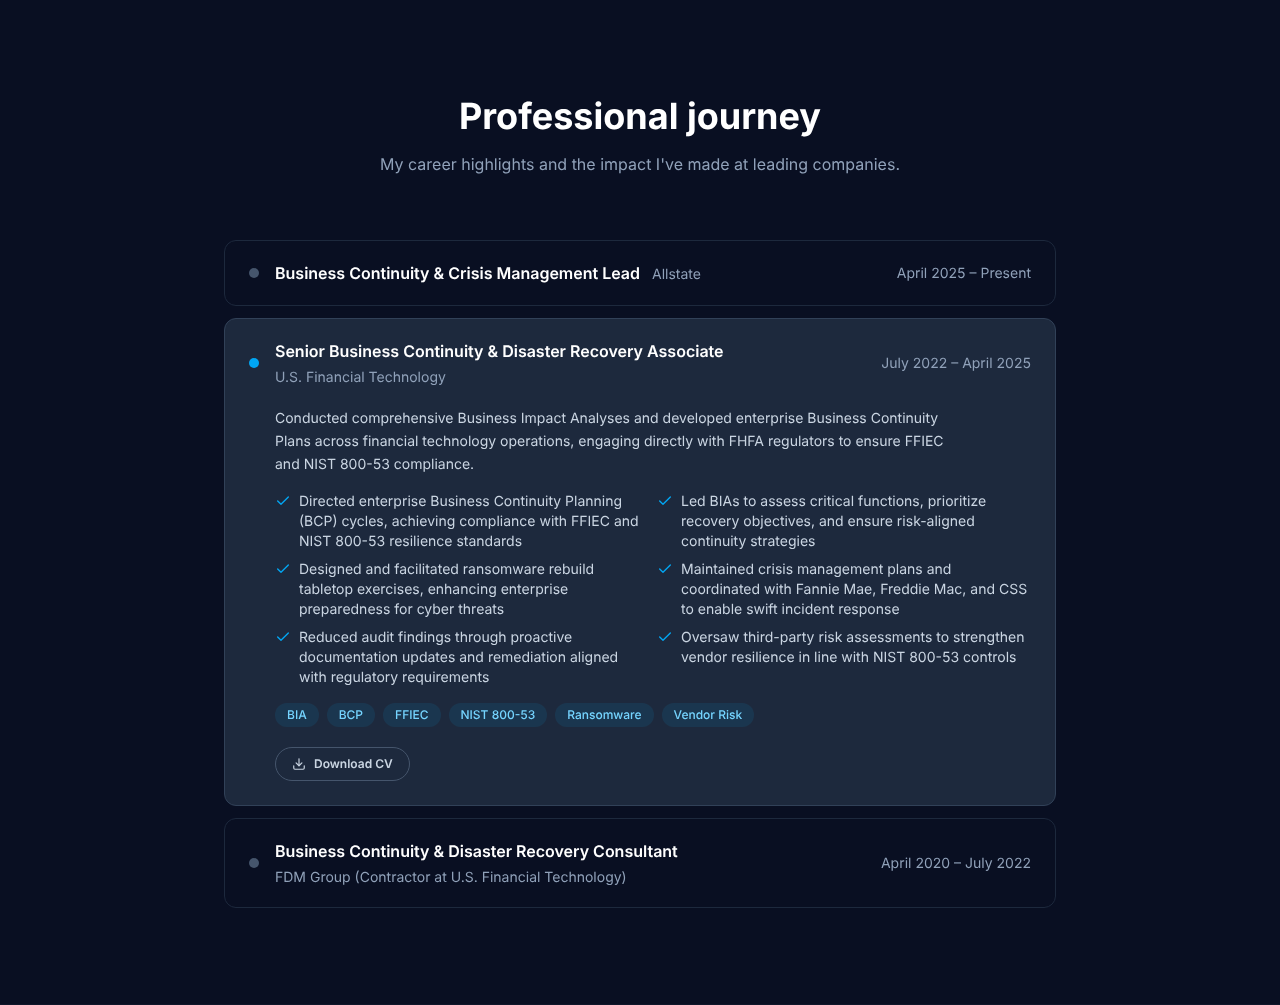 Professional journey
My career highlights and the impact I've made at leading companies.
Business Continuity & Crisis Management Lead Allstate April 2025 – Present
Senior Business Continuity & Disaster Recovery Associate
U.S. Financial Technology
July 2022 – April 2025
Conducted comprehensive Business Impact Analyses and developed enterprise Business Continuity
Plans across financial technology operations, engaging directly with FHFA regulators to ensure FFIEC
and NIST 800-53 compliance.
Directed enterprise Business Continuity Planning
(BCP) cycles, achieving compliance with FFIEC and
NIST 800-53 resilience standards
Led BIAs to assess critical functions, prioritize
recovery objectives, and ensure risk-aligned
continuity strategies
Designed and facilitated ransomware rebuild
tabletop exercises, enhancing enterprise
preparedness for cyber threats
Maintained crisis management plans and
coordinated with Fannie Mae, Freddie Mac, and CSS
to enable swift incident response
Reduced audit findings through proactive
documentation updates and remediation aligned
with regulatory requirements
Oversaw third-party risk assessments to strengthen
vendor resilience in line with NIST 800-53 controls
BIA BCP FFIEC NIST 800-53 Ransomware Vendor Risk
Download CV
Business Continuity & Disaster Recovery Consultant
FDM Group (Contractor at U.S. Financial Technology)
April 2020 – July 2022